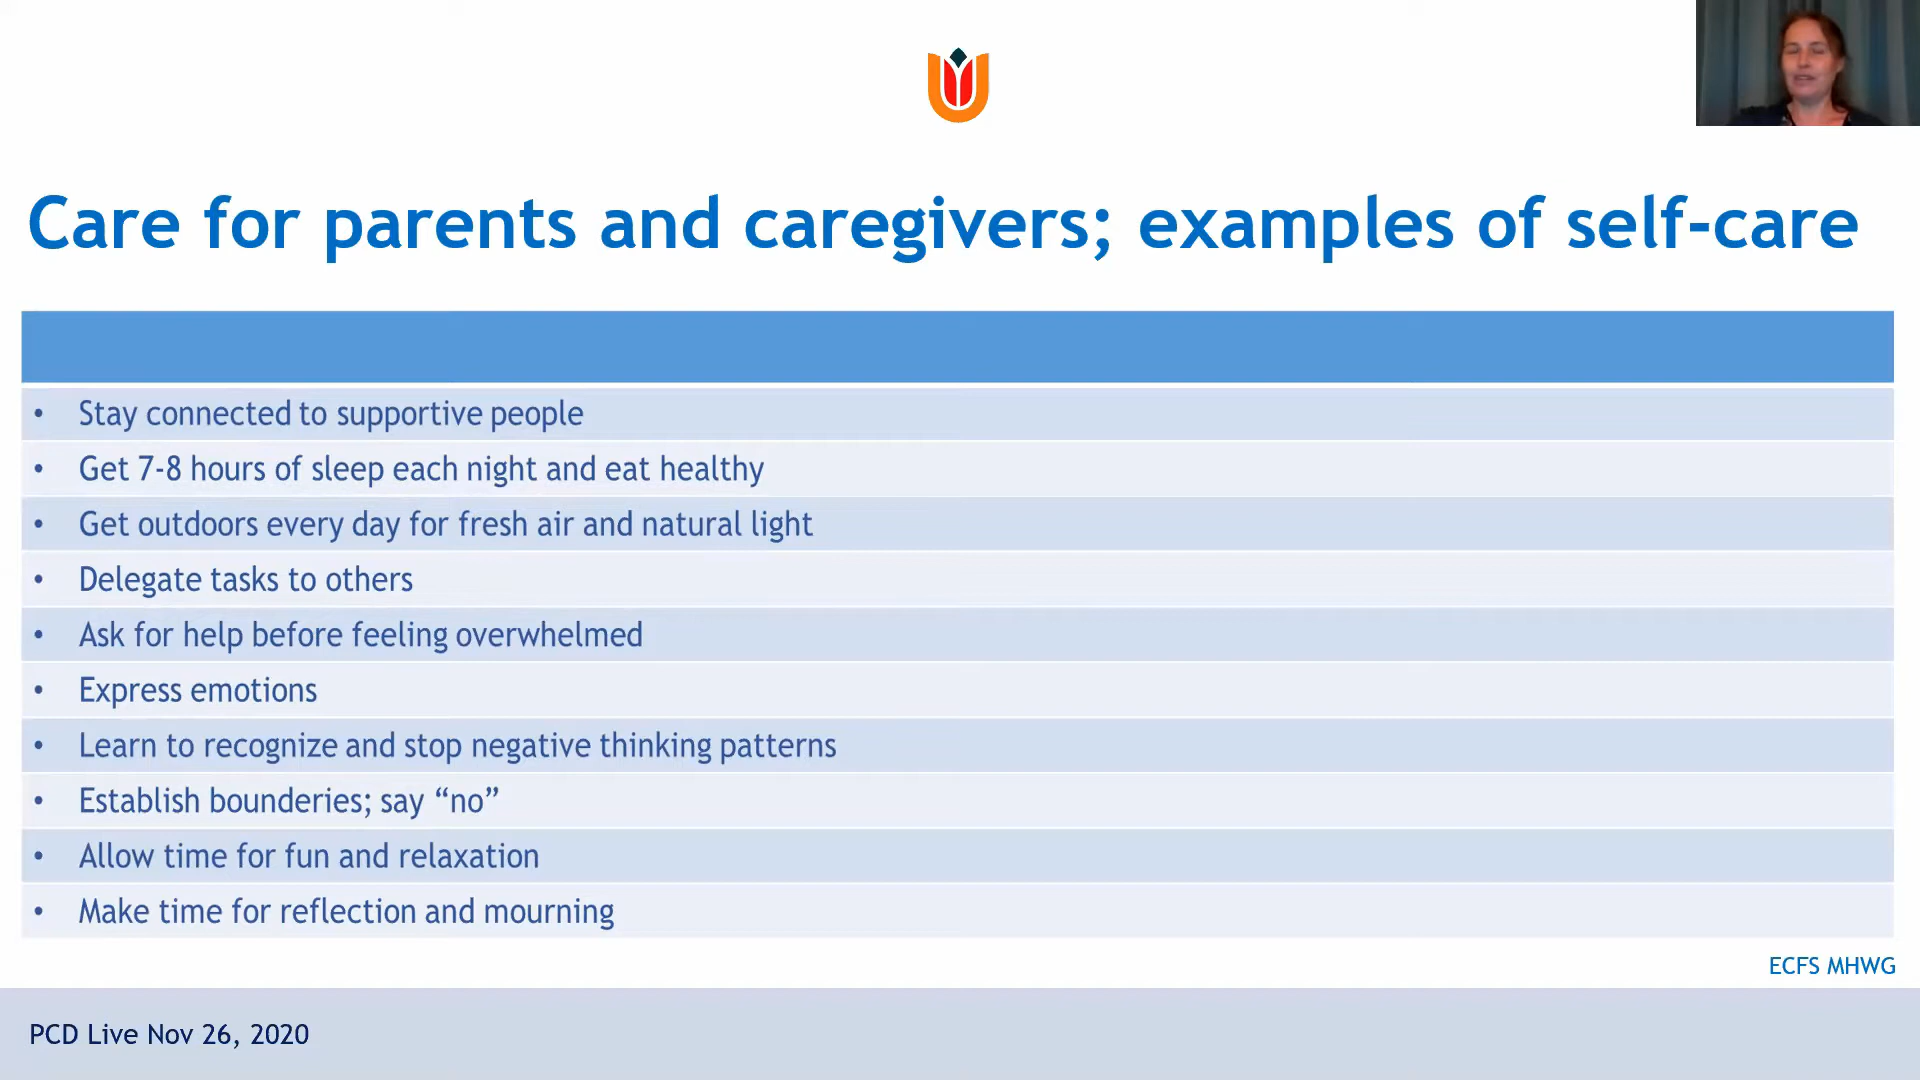 Care for parents and caregivers; examples of self-care
• Stay connected to supportive people
• Get 7-8 hours of sleep each night and eat healthy
• Get outdoors every day for fresh air and natural light
• Delegate tasks to others
• Ask for help before feeling overwhelmed
• Express emotions
• Learn to recognize and stop negative thinking patterns
• Establish bounderies; say “no”
• Allow time for fun and relaxation
• Make time for reflection and mourning
ECFS MHWG
PCD Live Nov 26, 2020